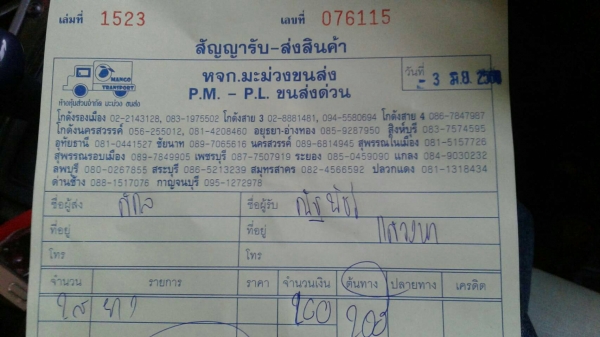 เล่มที่ 1523 เลขที่ 076115
สัญญารับ-ส่งสินค้า
MANGO TRANSPORT
ห้างหุ้นส่วนจำกัด มะม่วง ขนส่ง
หจก.มะม่วงขนส่ง
P.M. - P.L. ขนส่งด่วน
วันที่ - 3 มิ.ย.
โกดังรองเมือง 02-2143128, 083-1975502 โกดังสาย 3 02-8881461, 094-5580694 โกดังสาย 4 086-7847987
โกดังนครสวรรค์ 056-255012, 081-4208460 อยุธยา-อ่างทอง 085-9287950 สิงห์บุรี 083-7574595
อุทัยธานี 081-0441527 ชัยนาท 089-7065616 นครสวรรค์ 089-6814945 สุพรรณในเมือง 081-5157726
สุพรรณรอบเมือง 089-7649905 เพชรบุรี 087-7507919 ระยอง 085-0459090 แกลง 084-9030232
ลพบุรี 080-0267855 สระบุรี 086-5213239 สมุทรสาคร 082-4566592 ปลวกแดง 081-1318434
ด่านช้าง 088-1517076 กาญจนบุรี 095-1272978
ชื่อผู้ส่ง ชื่อผู้รับ
ที่อยู่ ที่อยู่
โทร โทร
จำนวน รายการ ราคา จำนวนเงิน ต้นทาง ปลายทาง เครดิต
200 200